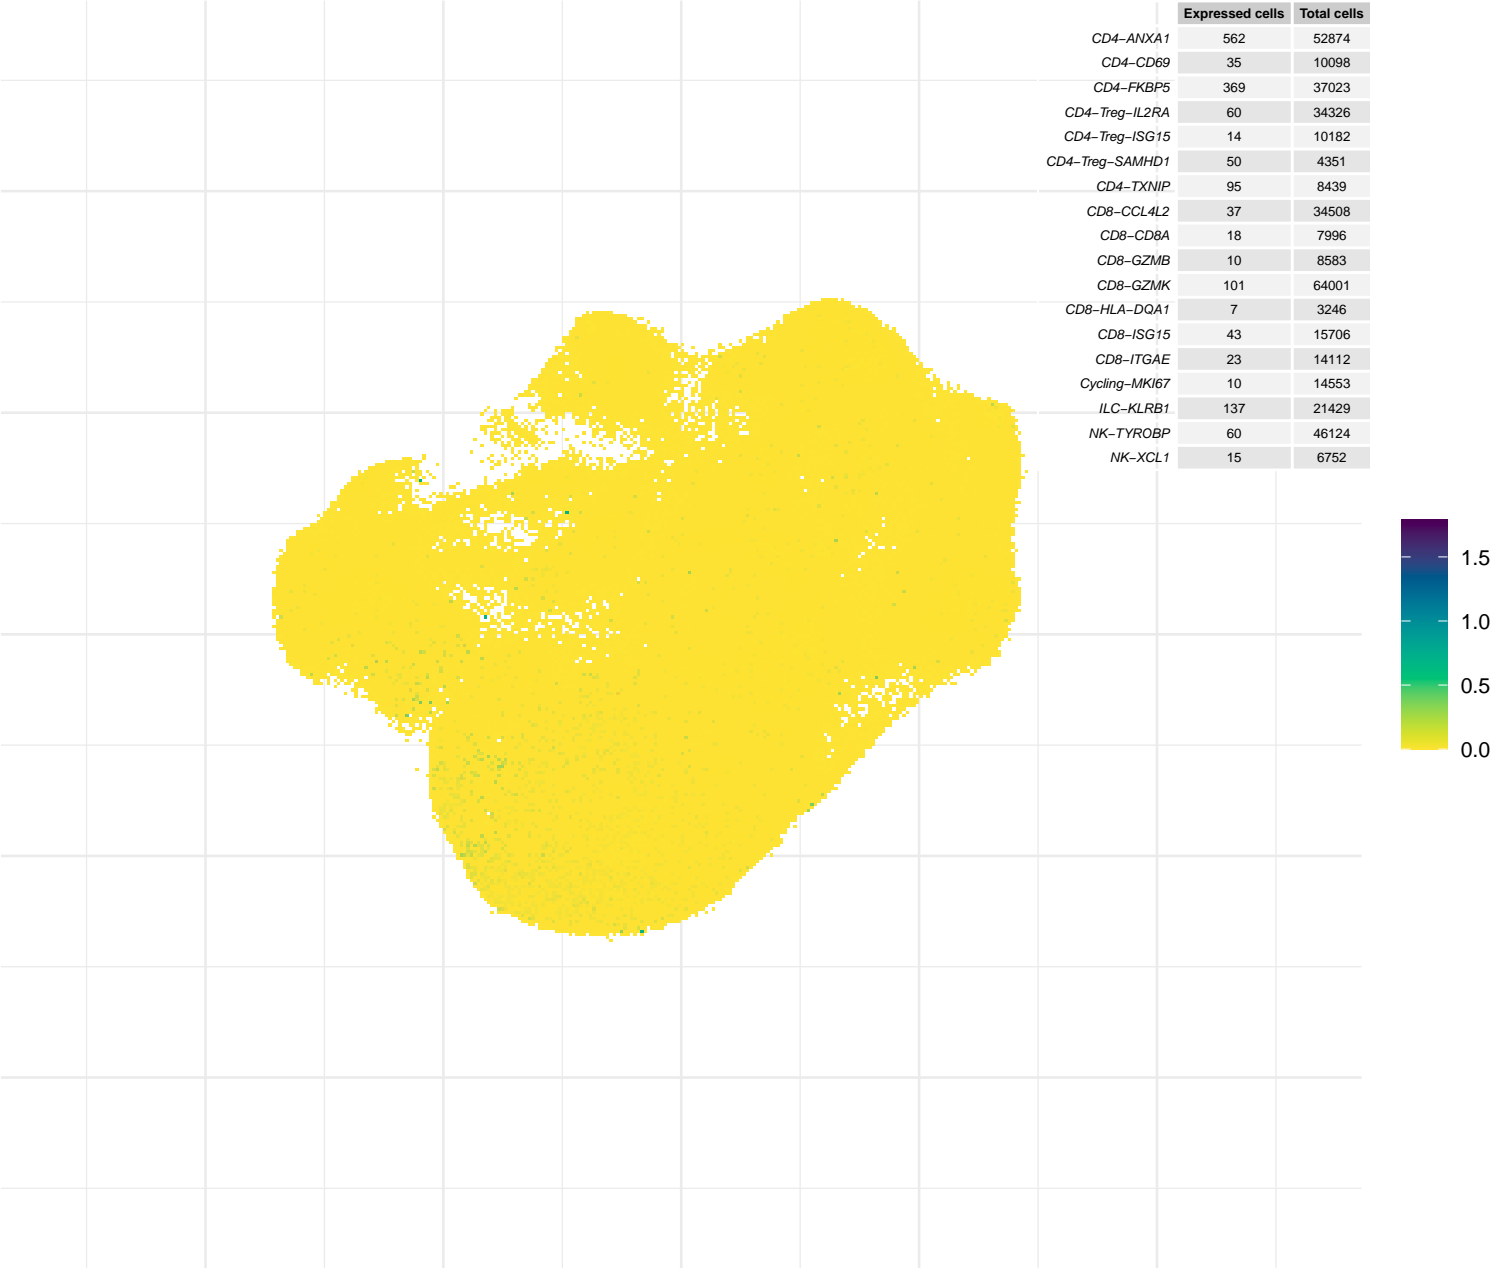 Expressed cells Total cells
CD4−ANXA1 562 52874
CD4−CD69 35 10098
CD4−FKBP5 369 37023
CD4−Treg−IL2RA 60 34326
CD4−Treg−ISG15 14 10182
CD4−Treg−SAMHD1 50 4351
CD4−TXNIP 95 8439
CD8−CCL4L2 37 34508
CD8−CD8A 18 7996
CD8−GZMB 10 8583
CD8−GZMK 101 64001
CD8−HLA−DQA1 7 3246
CD8−ISG15 43 15706
CD8−ITGAE 23 14112
Cycling−MKI67 10 14553
ILC−KLRB1 137 21429
NK−TYROBP 60 46124
NK−XCL1 15 6752
1.5
1.0
0.5
0.0